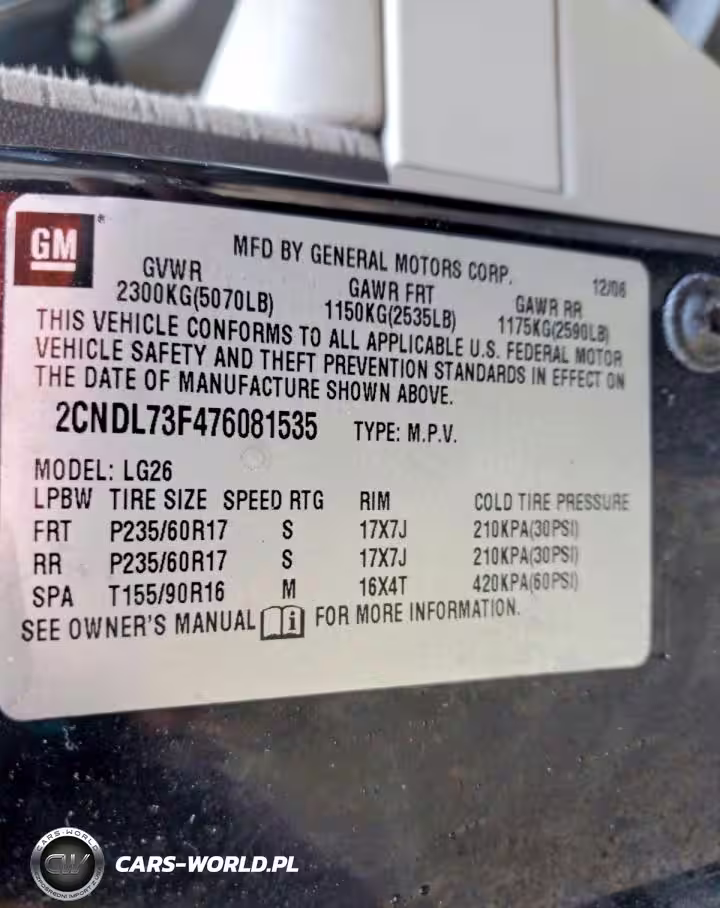 GM®
MFD BY GENERAL MOTORS CORP. 12/06
GVWR GAWR FRT GAWR RR
2300KG(5070LB) 1150KG(2535LB) 1175KG(2590LB)
THIS VEHICLE CONFORMS TO ALL APPLICABLE U.S. FEDERAL MOTOR
VEHICLE SAFETY AND THEFT PREVENTION STANDARDS IN EFFECT ON
THE DATE OF MANUFACTURE SHOWN ABOVE.
2CNDL73F476081535 TYPE: M.P.V.
MODEL: LG26
LPBW TIRE SIZE SPEED RTG RIM COLD TIRE PRESSURE
FRT P235/60R17 S 17X7J 210KPA(30PSI)
RR P235/60R17 S 17X7J 210KPA(30PSI)
SPA T155/90R16 M 16X4T 420KPA(60PSI)
SEE OWNER'S MANUAL i FOR MORE INFORMATION.
CARS-WORLD
CW
CARS-WORLD.PL